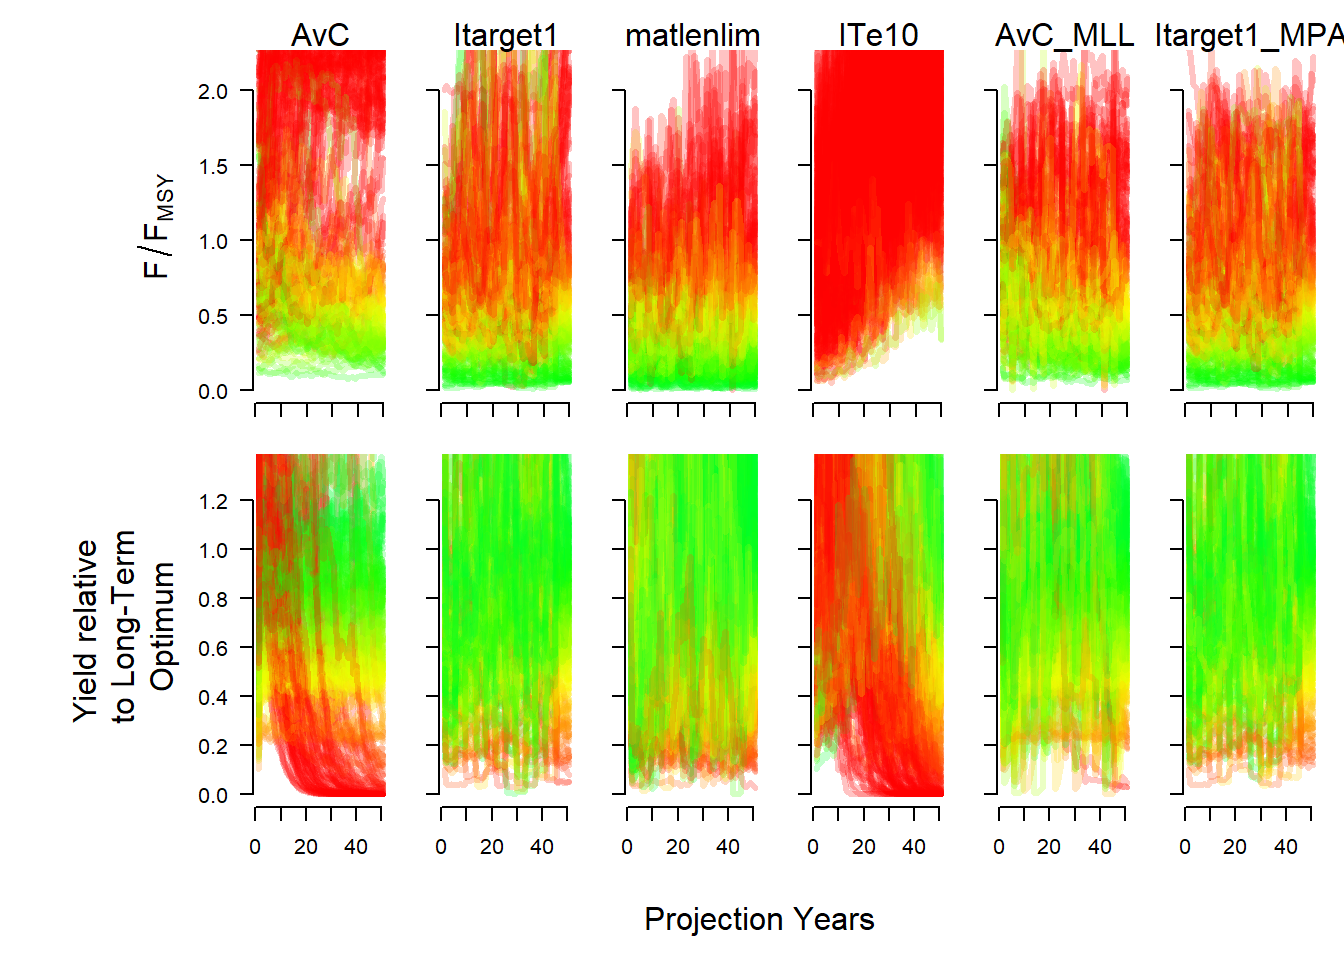 AvC Itarget1 matlenlim ITe10 AvC_MLL Itarget1_MPA
F / FMSY
2.0
1.5
1.0
0.5
0.0
Yield relative
to Long-Term
Optimum
1.2
1.0
0.8
0.6
0.4
0.2
0.0
0 20 40 0 20 40 0 20 40 0 20 40 0 20 40 0 20 40
Projection Years